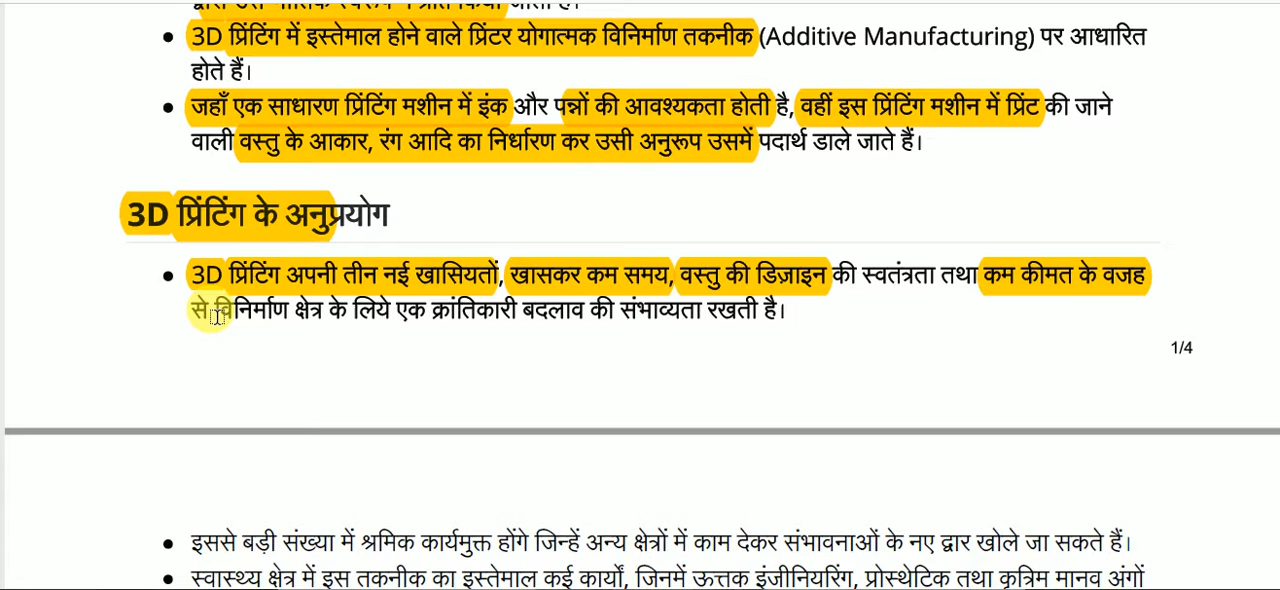 3D प्रिंटिंग में इस्तेमाल होने वाले प्रिंटर योगात्मक विनिर्माण तकनीक (Additive Manufacturing) पर आधारित
होते हैं।
जहाँ एक साधारण प्रिंटिंग मशीन में इंक और पन्नों की आवश्यकता होती है, वहीं इस प्रिंटिंग मशीन में प्रिंट की जाने
वाली वस्तु के आकार, रंग आदि का निर्धारण कर उसी अनुरूप उसमें पदार्थ डाले जाते हैं।
3D प्रिंटिंग के अनुप्रयोग
3D प्रिंटिंग अपनी तीन नई खासियतों, खासकर कम समय, वस्तु की डिज़ाइन की स्वतंत्रता तथा कम कीमत के वजह
से विनिर्माण क्षेत्र के लिये एक क्रांतिकारी बदलाव की संभाव्यता रखती है।
1/4
इससे बड़ी संख्या में श्रमिक कार्यमुक्त होंगे जिन्हें अन्य क्षेत्रों में काम देकर संभावनाओं के नए द्वार खोले जा सकते हैं।
स्वास्थ्य क्षेत्र में इस तकनीक का इस्तेमाल कई कार्यों, जिनमें ऊत्तक इंजीनियरिंग, प्रोस्थेटिक तथा कृत्रिम मानव अंगों